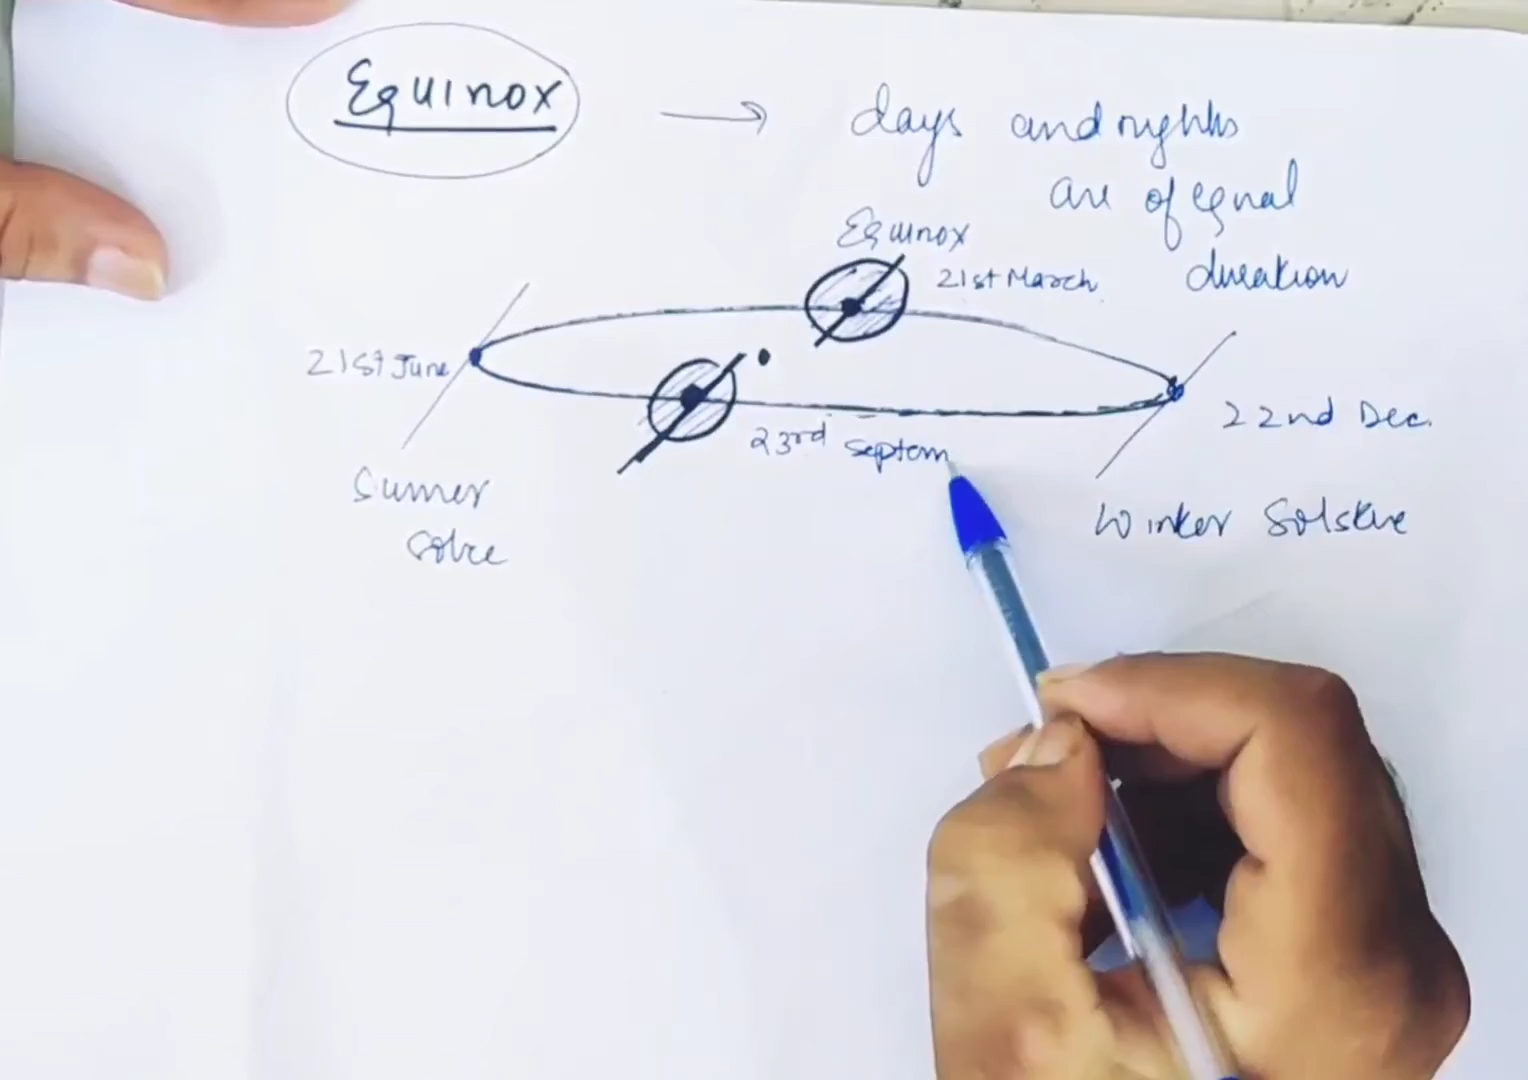 Equinox → days and nights
are of equal
duration
Equinox
21st March
21st June
23rd Septem
22nd Dec.
Sumer
Solice
Winter Solstice